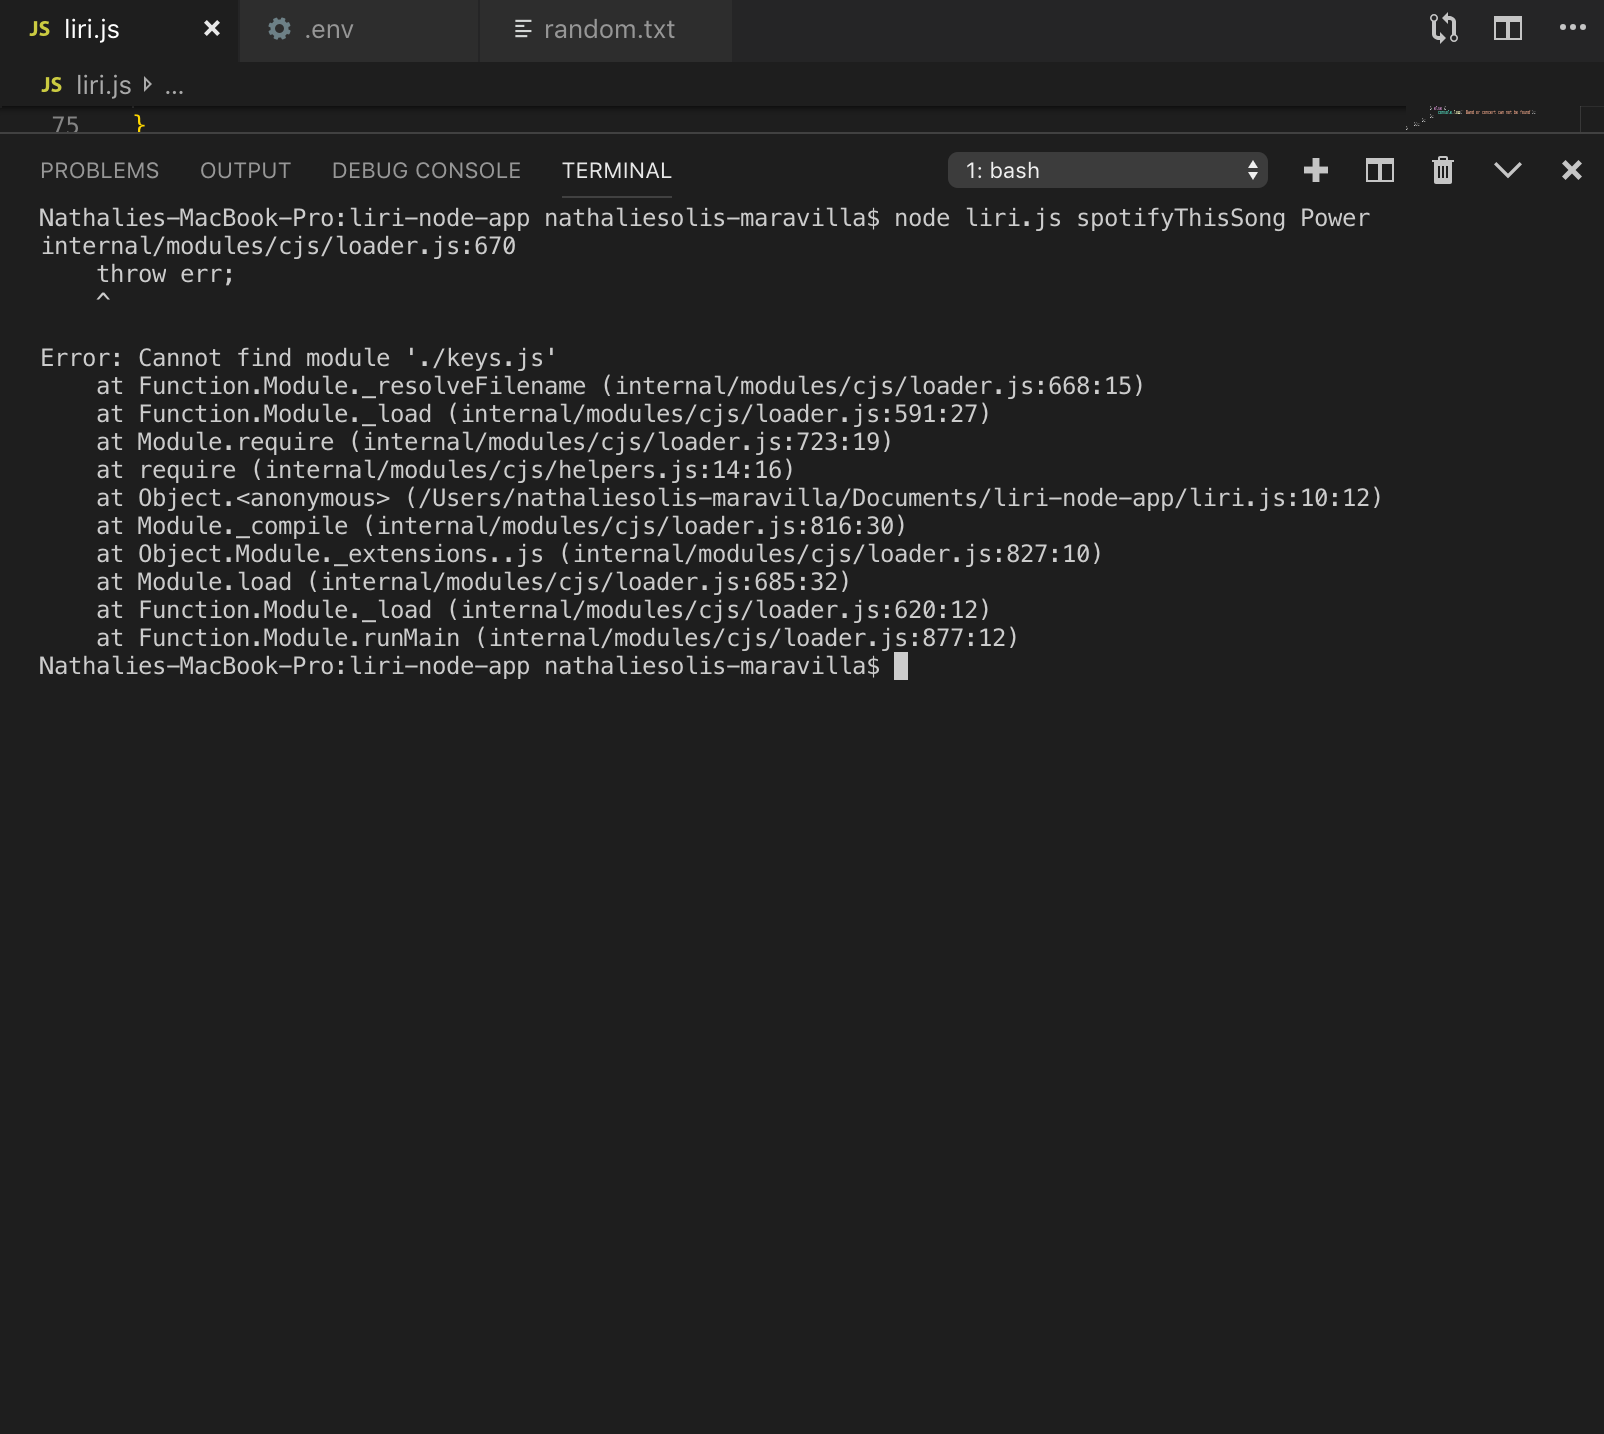 JS liri.js .env random.txt
JS liri.js ...
75 }
PROBLEMS OUTPUT DEBUG CONSOLE TERMINAL 1: bash
Nathalies-MacBook-Pro:liri-node-app nathaliesolis-maravilla$ node liri.js spotifyThisSong Power
internal/modules/cjs/loader.js:670
    throw err;
    ^
Error: Cannot find module './keys.js'
    at Function.Module._resolveFilename (internal/modules/cjs/loader.js:668:15)
    at Function.Module._load (internal/modules/cjs/loader.js:591:27)
    at Module.require (internal/modules/cjs/loader.js:723:19)
    at require (internal/modules/cjs/helpers.js:14:16)
    at Object.<anonymous> (/Users/nathaliesolis-maravilla/Documents/liri-node-app/liri.js:10:12)
    at Module._compile (internal/modules/cjs/loader.js:816:30)
    at Object.Module._extensions..js (internal/modules/cjs/loader.js:827:10)
    at Module.load (internal/modules/cjs/loader.js:685:32)
    at Function.Module._load (internal/modules/cjs/loader.js:620:12)
    at Function.Module.runMain (internal/modules/cjs/loader.js:877:12)
Nathalies-MacBook-Pro:liri-node-app nathaliesolis-maravilla$